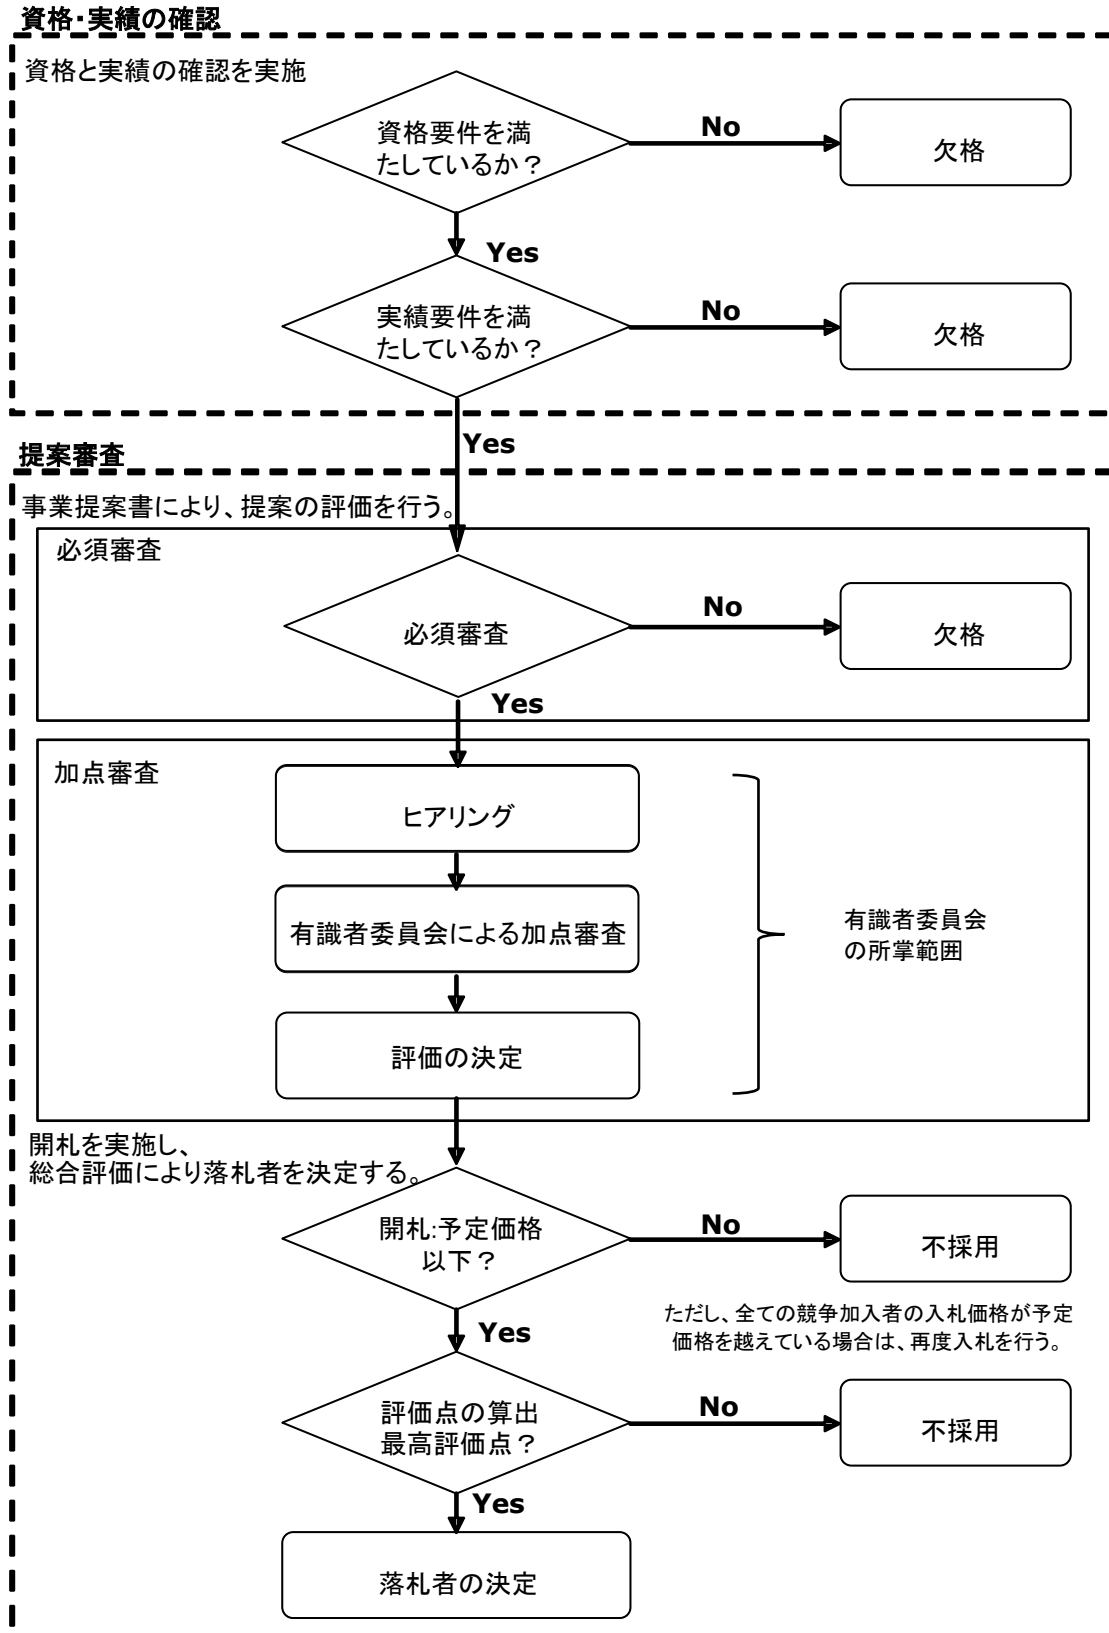 資格・実績の確認
資格と実績の確認を実施
資格要件を満
たしているか？
No
欠格
Yes
実績要件を満
たしているか？
No
欠格
Yes
提案審査
事業提案書により、提案の評価を行う。
必須審査
必須審査
No
欠格
Yes
加点審査
ヒアリング
有識者委員会による加点審査
評価の決定
有識者委員会
の所掌範囲
開札を実施し、
総合評価により落札者を決定する。
開札:予定価格
以下？
No
不採用
ただし、全ての競争加入者の入札価格が予定
価格を越えている場合は、再度入札を行う。
Yes
評価点の算出
最高評価点？
No
不採用
Yes
落札者の決定